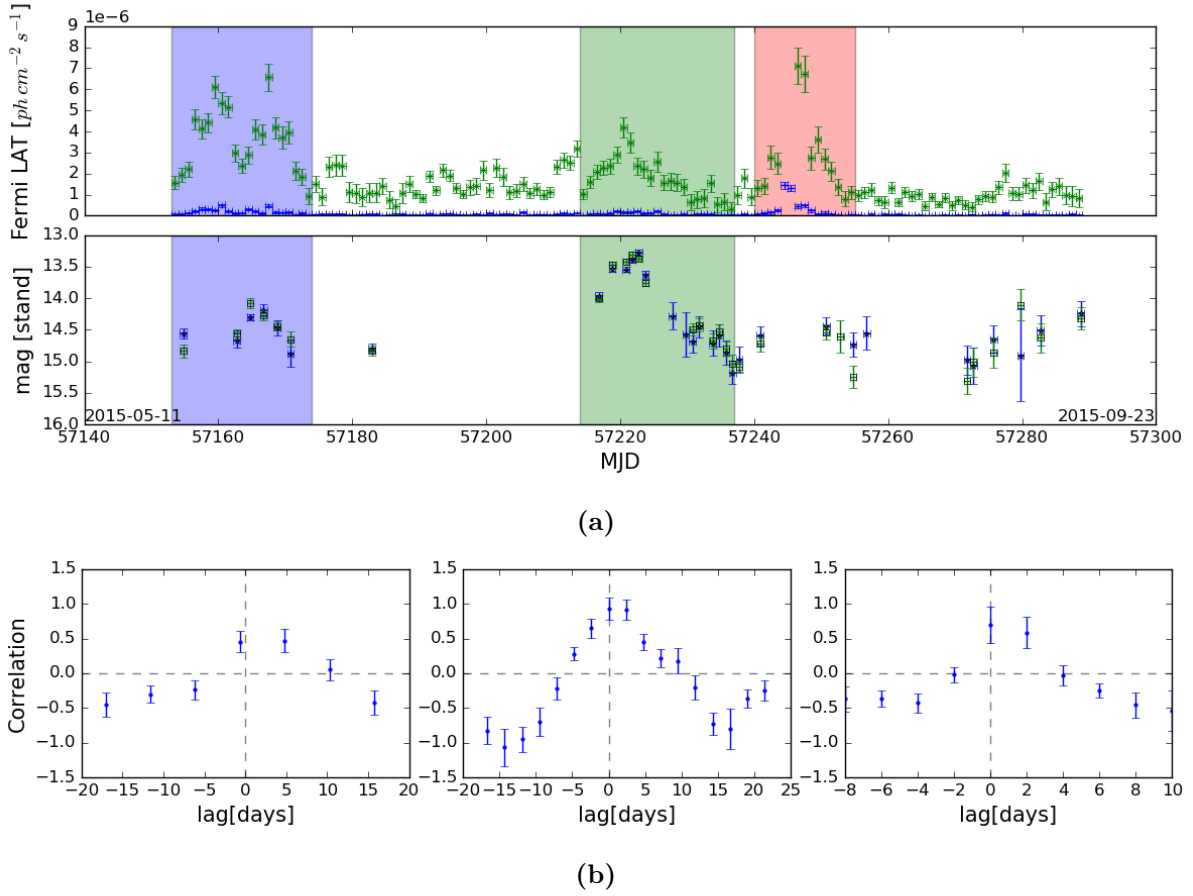 1e−6
Fermi LAT [ph cm⁻² s⁻¹]
9
8
7
6
5
4
3
2
1
0
mag [stand]
13.0
13.5
14.0
14.5
15.0
15.5
16.0
2015-05-11 2015-09-23
57140 57160 57180 57200 57220 57240 57260 57280 57300
MJD
(a)
Correlation
1.5
1.0
0.5
0.0
−0.5
−1.0
−1.5
−20 −15 −10 −5 0 5 10 15 20
lag[days]
1.5
1.0
0.5
0.0
−0.5
−1.0
−1.5
−20 −15 −10 −5 0 5 10 15 20 25
lag[days]
1.5
1.0
0.5
0.0
−0.5
−1.0
−1.5
−8 −6 −4 −2 0 2 4 6 8 10
lag[days]
(b)